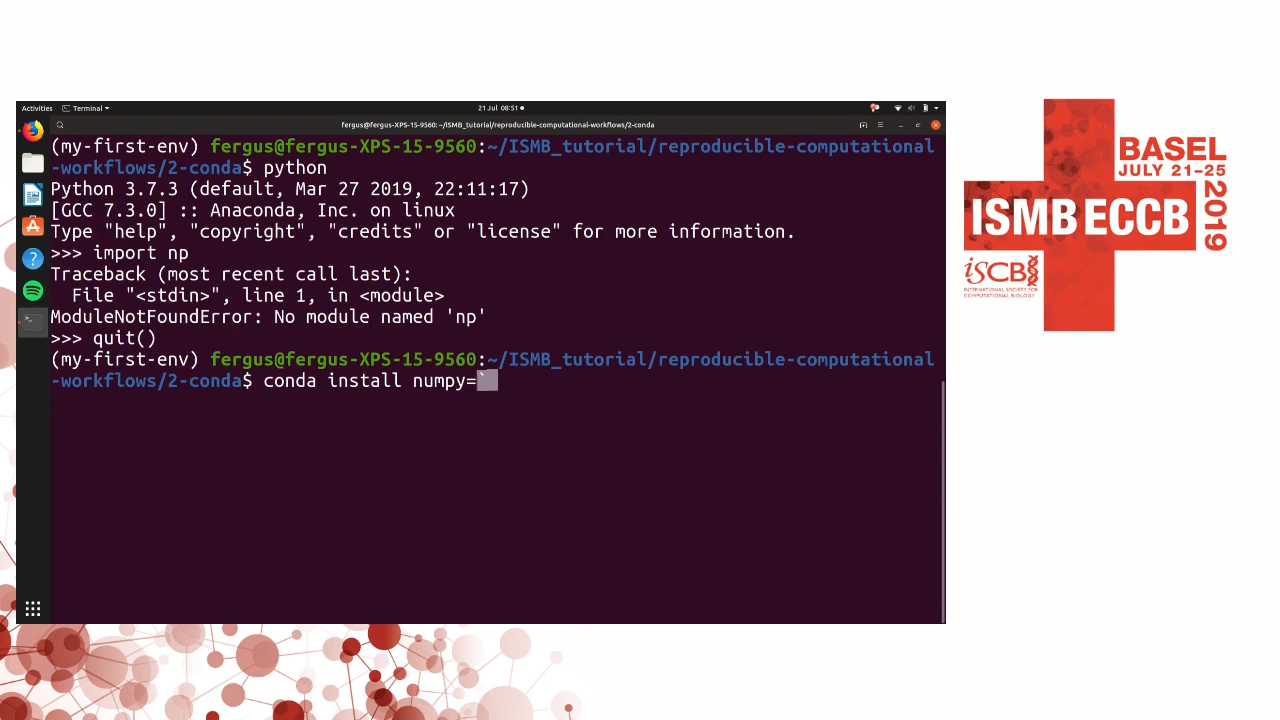 Activities
Terminal
21 Jul 08:51
fergus@fergus-XPS-15-9560: ~/ISMB_tutorial/reproducible-computational-workflows/2-conda
(my-first-env) fergus@fergus-XPS-15-9560:~/ISMB_tutorial/reproducible-computational
-workflows/2-conda$ python
Python 3.7.3 (default, Mar 27 2019, 22:11:17)
[GCC 7.3.0] :: Anaconda, Inc. on linux
Type "help", "copyright", "credits" or "license" for more information.
>>> import np
Traceback (most recent call last):
  File "<stdin>", line 1, in <module>
ModuleNotFoundError: No module named 'np'
>>> quit()
(my-first-env) fergus@fergus-XPS-15-9560:~/ISMB_tutorial/reproducible-computational
-workflows/2-conda$ conda install numpy=`
BASEL
JULY 21-25
2019
ISMB ECCB
iSCB
INTERNATIONAL SOCIETY FOR
COMPUTATIONAL BIOLOGY